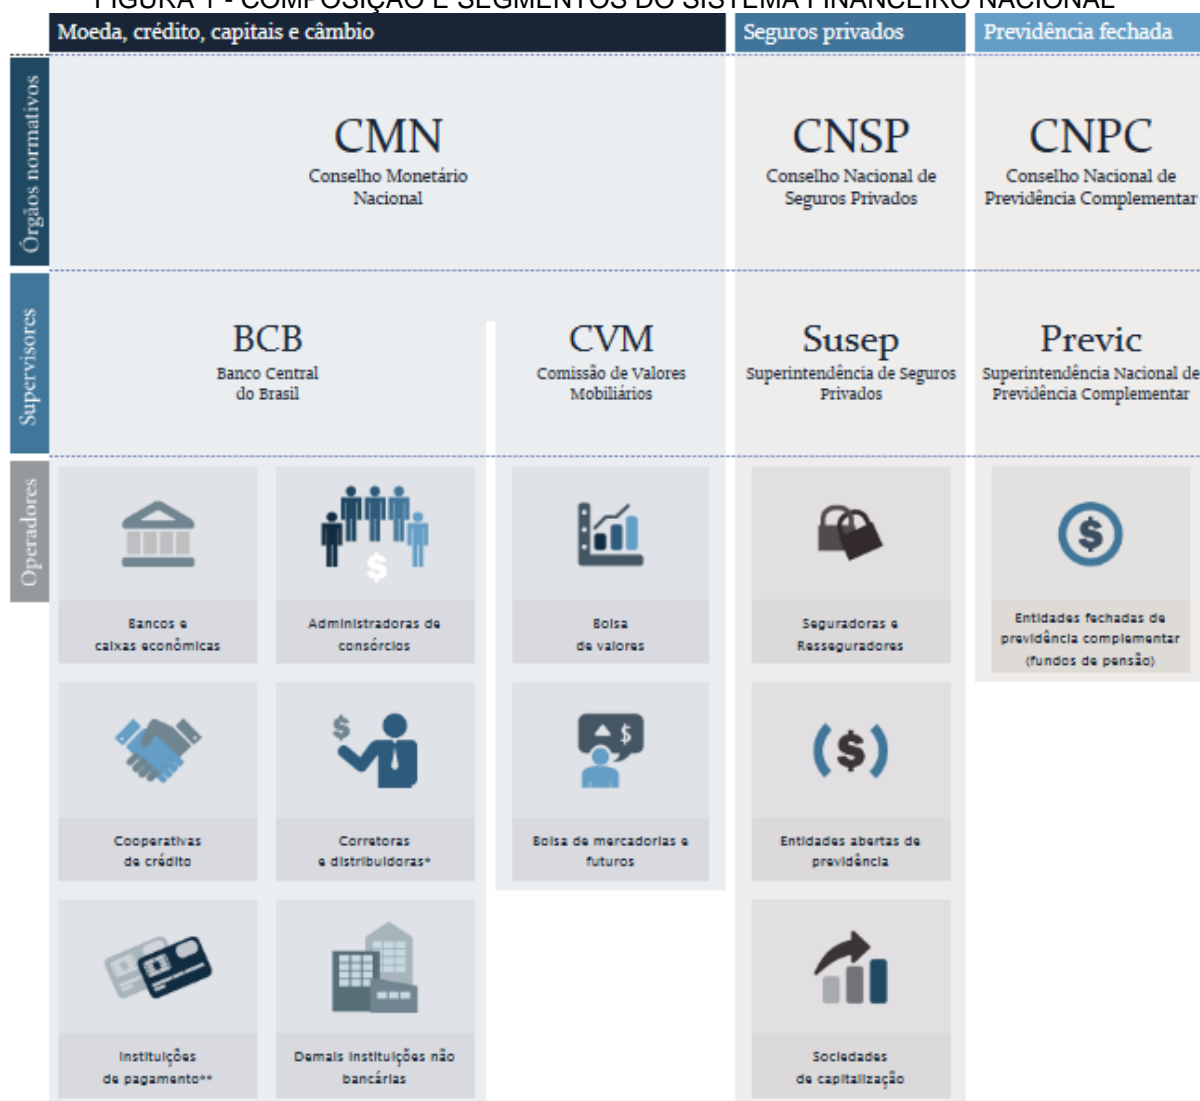 FIGURA 1 - COMPOSIÇÃO E SEGMENTOS DO SISTEMA FINANCEIRO NACIONAL
Moeda, crédito, capitais e câmbio
Seguros privados
Previdência fechada
Órgãos normativos
CMN
Conselho Monetário
Nacional
CNSP
Conselho Nacional de
Seguros Privados
CNPC
Conselho Nacional de
Previdência Complementar
Supervisores
BCB
Banco Central
do Brasil
CVM
Comissão de Valores
Mobiliários
Susep
Superintendência de Seguros
Privados
Previc
Superintendência Nacional de
Previdência Complementar
Operadores
Bancos e
caixas econômicas
Administradoras de
consórcios
Bolsa
de valores
Seguradoras e
Resseguradores
Entidades fechadas de
previdência complementar
(fundos de pensão)
Cooperativas
de crédito
Corretoras
e distribuidoras*
Bolsa de mercadorias e
futuros
Entidades abertas de
previdência
Instituições
de pagamento**
Demais instituições não
bancárias
Sociedades
de capitalização